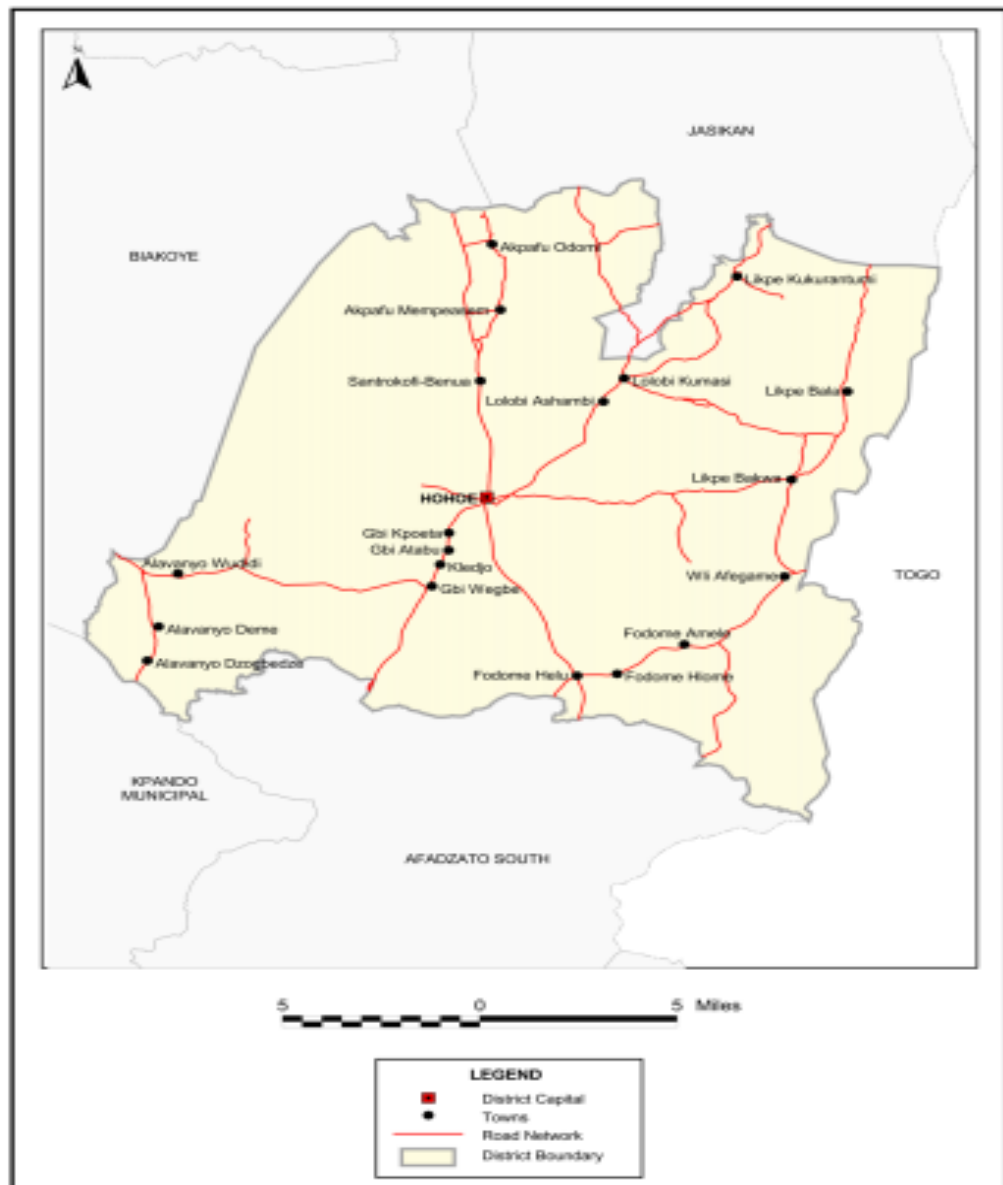 N
JASIKAN
BIAKOYE
Akpafu Odomi
Likpe Kukurantumi
Akpafu Mempeasem
Santrokofi-Benua
Lolobi Kumasi
Lolobi Ashambi
Likpe Bala
Likpe Bakwa
HOHOE
Gbi Kpoeta
Gbi Atabu
Kledjo
Alavanyo Wudidi
Gbi Wegbe
Wli Afegame
TOGO
Alavanyo Deme
Fodome Amele
Alavanyo Dzogbedze
Fodome Helu
Fodome Hlome
KPANDO
MUNICIPAL
AFADZATO SOUTH
5 0 5 Miles
LEGEND
District Capital
Towns
Road Network
District Boundary